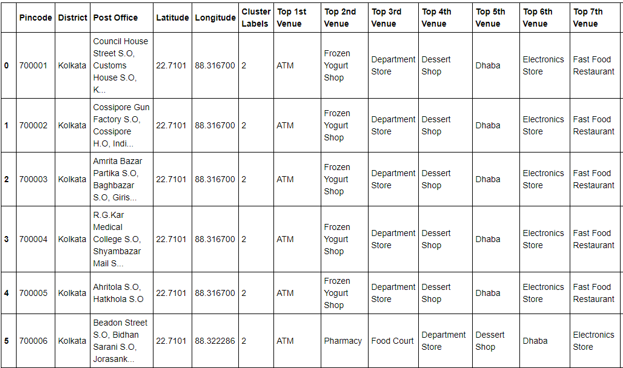 Pincode District Post Office Latitude Longitude Cluster Labels Top 1st Venue Top 2nd Venue Top 3rd Venue Top 4th Venue Top 5th Venue Top 6th Venue Top 7th Venue
0 700001 Kolkata Council House Street S.O, Customs House S.O, K... 22.7101 88.316700 2 ATM Frozen Yogurt Shop Department Store Dessert Shop Dhaba Electronics Store Fast Food Restaurant
1 700002 Kolkata Cossipore Gun Factory S.O, Cossipore H.O, Indi... 22.7101 88.316700 2 ATM Frozen Yogurt Shop Department Store Dessert Shop Dhaba Electronics Store Fast Food Restaurant
2 700003 Kolkata Amrita Bazar Partika S.O, Baghbazar S.O, Giris... 22.7101 88.316700 2 ATM Frozen Yogurt Shop Department Store Dessert Shop Dhaba Electronics Store Fast Food Restaurant
3 700004 Kolkata R.G.Kar Medical College S.O, Shyambazar Mail S... 22.7101 88.316700 2 ATM Frozen Yogurt Shop Department Store Dessert Shop Dhaba Electronics Store Fast Food Restaurant
4 700005 Kolkata Ahritola S.O, Hatkhola S.O 22.7101 88.316700 2 ATM Frozen Yogurt Shop Department Store Dessert Shop Dhaba Electronics Store Fast Food Restaurant
5 700006 Kolkata Beadon Street S.O, Bidhan Sarani S.O, Jorasank... 22.7101 88.322286 2 ATM Pharmacy Food Court Department Store Dessert Shop Dhaba Electronics Store